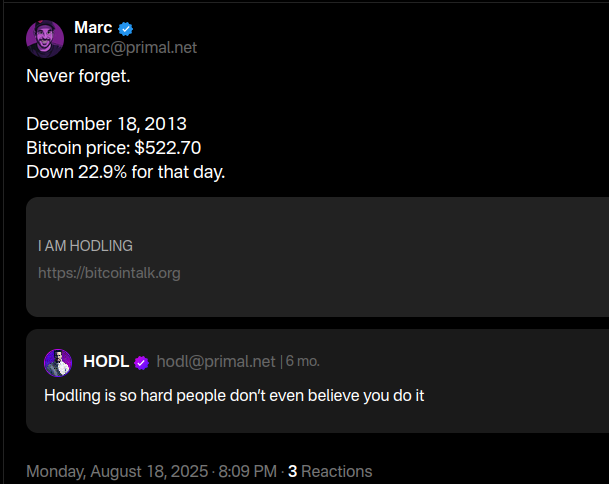 Marc
marc@primal.net
Never forget.
December 18, 2013
Bitcoin price: $522.70
Down 22.9% for that day.
I AM HODLING
https://bitcointalk.org
HODL hodl@primal.net | 6 mo.
Hodling is so hard people don’t even believe you do it
Monday, August 18, 2025 · 8:09 PM · 3 Reactions